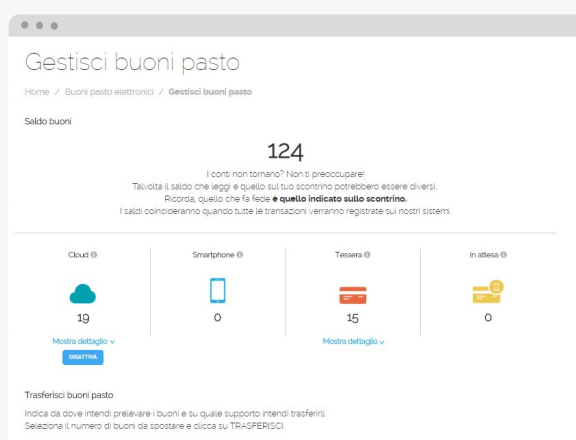 Gestisci buoni pasto
Home / Buoni pasto elettronici / Gestisci buoni pasto
Saldo buoni
124
I conti non tornano? Non ti preoccupare!
Talvolta il saldo che leggi e quello sul tuo scontrino potrebbero essere diversi.
Ricorda, quello che fa fede è quello indicato sullo scontrino.
I saldi coincideranno quando tutte le transazioni verranno registrate sui nostri sistemi.
Cloud Smartphone Tessera In attesa
19 0 15 0
Mostra dettaglio Mostra dettaglio
DISATTIVA
Trasferisci buoni pasto
Indica da dove intendi prelevare i buoni e su quale supporto intendi trasferirli.
Seleziona il numero di buoni da spostare e clicca su TRASFERISCI.